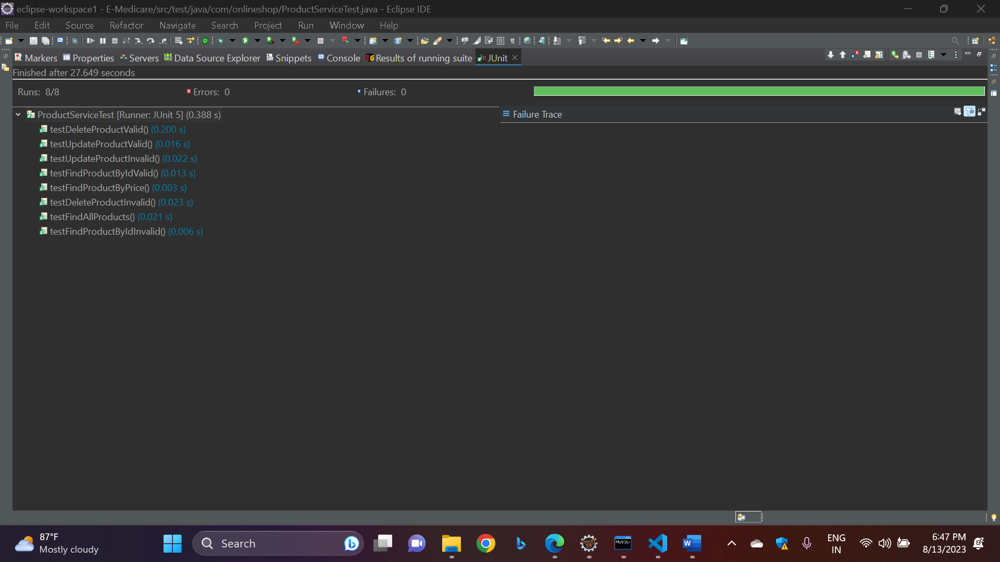 eclipse-workspace1 - E-Medicare/src/test/java/com/onlineshop/ProductServiceTest.java - Eclipse IDE
File Edit Source Refactor Navigate Search Project Run Window Help
Markers Properties Servers Data Source Explorer Snippets Console Results of running suite JUnit
Finished after 27.649 seconds
Runs: 8/8 Errors: 0 Failures: 0
ProductServiceTest [Runner: JUnit 5] (0.388 s)
Failure Trace
testDeleteProductValid() (0.200 s)
testUpdateProductValid() (0.016 s)
testUpdateProductInvalid() (0.022 s)
testFindProductByIdValid() (0.013 s)
testFindProductByPrice() (0.003 s)
testDeleteProductInvalid() (0.023 s)
testFindAllProducts() (0.021 s)
testFindProductByIdInvalid() (0.006 s)
87°F
Mostly cloudy
Search
Java EE
IDE
MySQL
W
ENG
IN
6:47 PM
8/13/2023